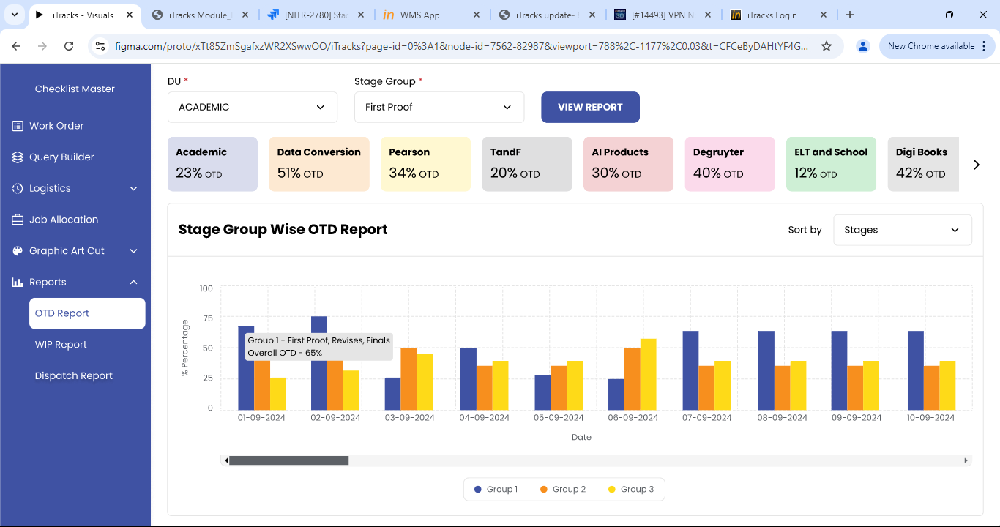 iTracks - Visuals
iTracks Module_
[NITR-2780] Sta
WMS App
iTracks update-
[#14493] VPN N
iTracks Login
figma.com/proto/xTt85ZmSgafxzWR2XSwwOO/iTracks?page-id=0%3A1&node-id=7562-82987&viewport=788%2C-1177%2C0.03&t=CFCeByDAHtYF4G...
New Chrome available
Checklist Master
Work Order
Query Builder
Logistics
Job Allocation
Graphic Art Cut
Reports
OTD Report
WIP Report
Dispatch Report
DU *
Stage Group *
ACADEMIC
First Proof
VIEW REPORT
Academic
23% OTD
Data Conversion
51% OTD
Pearson
34% OTD
TandF
20% OTD
AI Products
30% OTD
Degruyter
40% OTD
ELT and School
12% OTD
Digi Books
42% OTD
Stage Group Wise OTD Report
Sort by
Stages
% Percentage
100
75
50
25
0
Group 1 - First Proof, Revises, Finals
Overall OTD - 65%
01-09-2024
02-09-2024
03-09-2024
04-09-2024
05-09-2024
06-09-2024
07-09-2024
08-09-2024
09-09-2024
10-09-2024
Date
Group 1
Group 2
Group 3